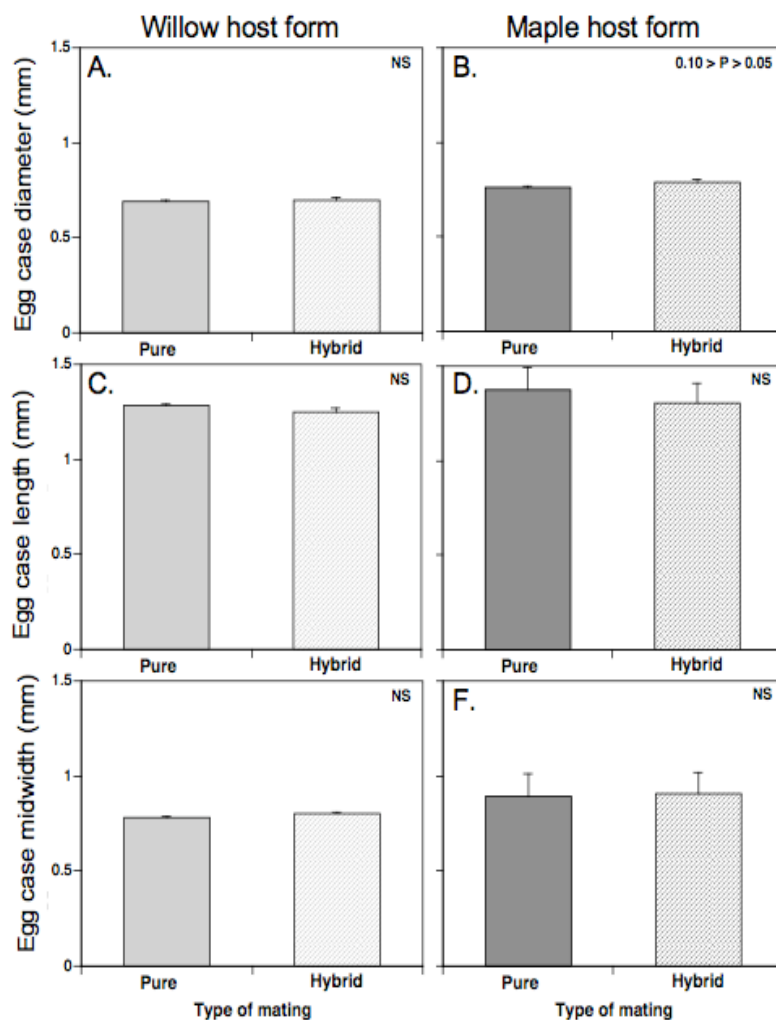 Willow host form
Maple host form
A.
NS
Egg case diameter (mm)
1.5
1
0.5
0
Pure
Hybrid
B.
0.10 > P > 0.05
Pure
Hybrid
C.
NS
Egg case length (mm)
1.5
1
0.5
0
Pure
Hybrid
D.
NS
Pure
Hybrid
NS
Egg case midwidth (mm)
1.5
1
0.5
0
Pure
Hybrid
Type of mating
F.
NS
Pure
Hybrid
Type of mating